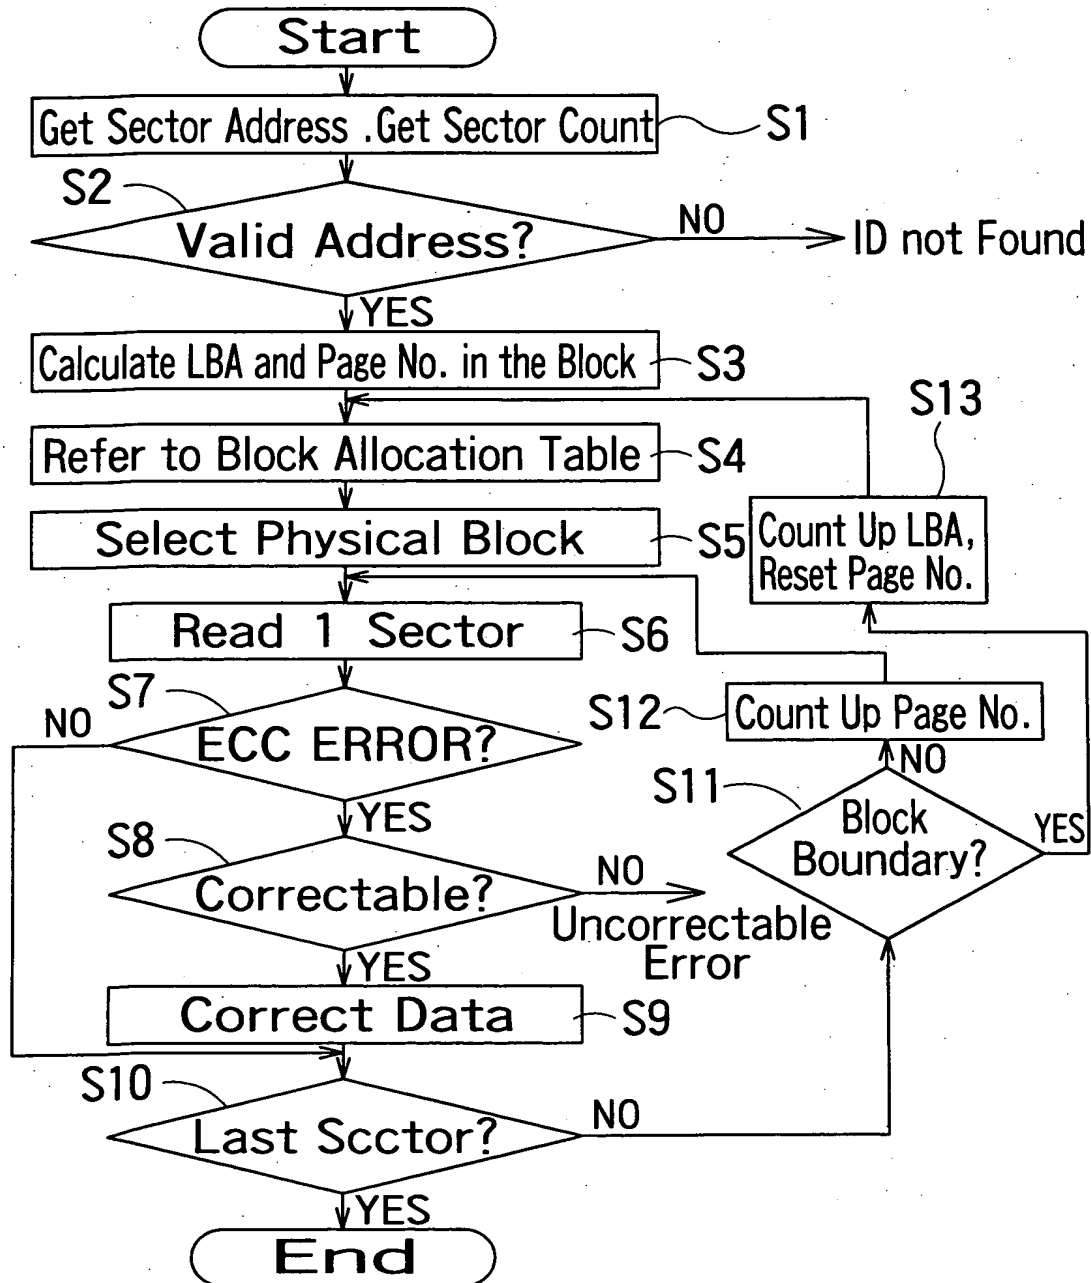 Start
Get Sector Address .Get Sector Count
S1
S2
Valid Address?
NO
ID not Found
YES
Calculate LBA and Page No. in the Block
S3
S13
Refer to Block Allocation Table
S4
Select Physical Block
S5
Count Up LBA,
Reset Page No.
Read 1 Sector
S6
S7
NO
ECC ERROR?
S12
Count Up Page No.
NO
YES
S11
Block
Boundary?
YES
S8
Correctable?
NO
Uncorrectable
Error
YES
Correct Data
S9
S10
Last Scctor?
NO
YES
End